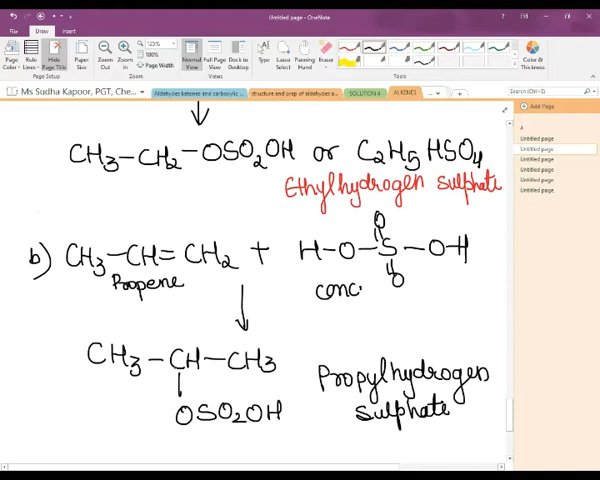 Untitled page - OneNote
File Draw Insert
Page Color Rule Lines Hide Page Title Paper Size Zoom Out Zoom In 125% 100% Page Width Normal View Full Page View Dock to Desktop Type Lasso Select Panning Hand Eraser Color & Thickness
Page Setup Zoom Views Tools
Ms Sudha Kapoor, PGT, Che... Aldehydes ketones and carboxylic ... structure and prep of aldehydes a... SOLUTION 4 ALKENES Search (Ctrl+E)
Add Page
4
Untitled page
Untitled page
Untitled page
Untitled page
Untitled page
Untitled page
CH3-CH2-OSO2OH or C2H5HSO4
Ethylhydrogen sulphate
b) CH3-CH=CH2 + H-O-S-O-H
O
O
Propene
conc.
CH3-CH-CH3
OSO2OH
Propylhydrogen
sulphate